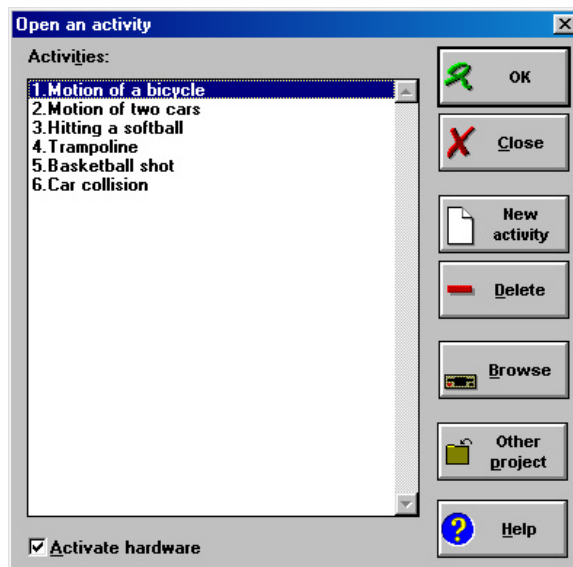 Open an activity
Activities:
1.Motion of a bicycle
2.Motion of two cars
3.Hitting a softball
4.Trampoline
5.Basketball shot
6.Car collision
Activate hardware
OK
Close
New
activity
Delete
Browse
Other
project
Help